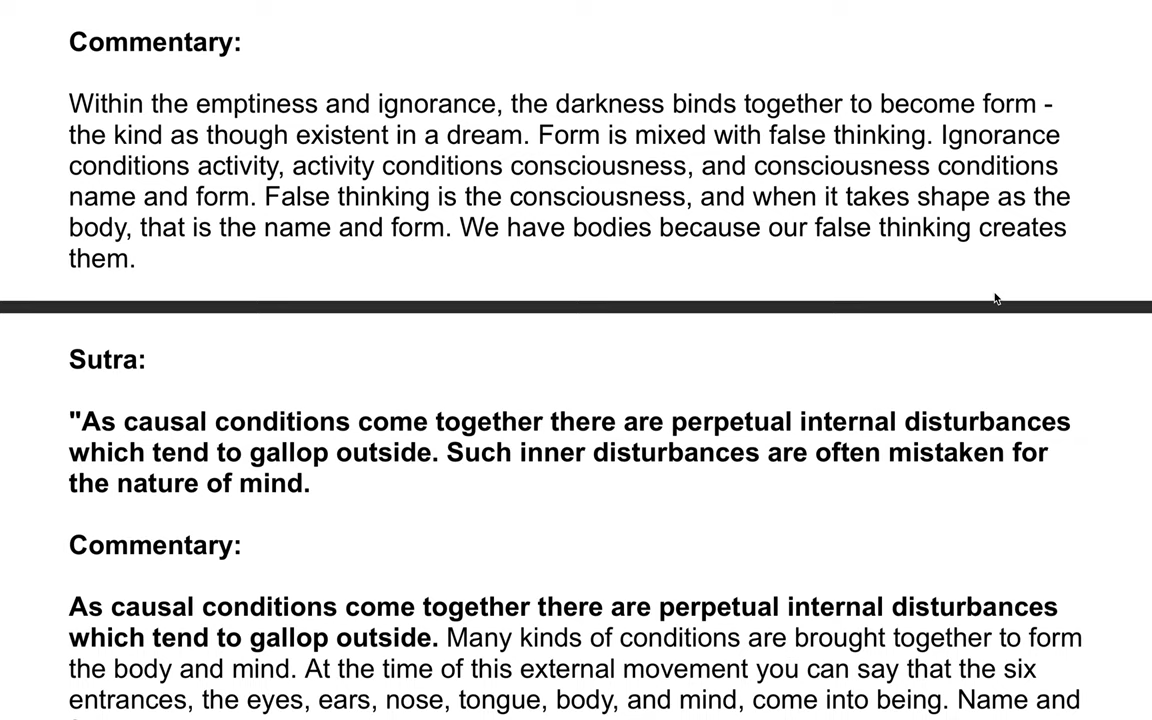 Commentary:
Within the emptiness and ignorance, the darkness binds together to become form -
the kind as though existent in a dream. Form is mixed with false thinking. Ignorance
conditions activity, activity conditions consciousness, and consciousness conditions
name and form. False thinking is the consciousness, and when it takes shape as the
body, that is the name and form. We have bodies because our false thinking creates
them.
Sutra:
"As causal conditions come together there are perpetual internal disturbances
which tend to gallop outside. Such inner disturbances are often mistaken for
the nature of mind.
Commentary:
As causal conditions come together there are perpetual internal disturbances
which tend to gallop outside. Many kinds of conditions are brought together to form
the body and mind. At the time of this external movement you can say that the six
entrances, the eyes, ears, nose, tongue, body, and mind, come into being. Name and